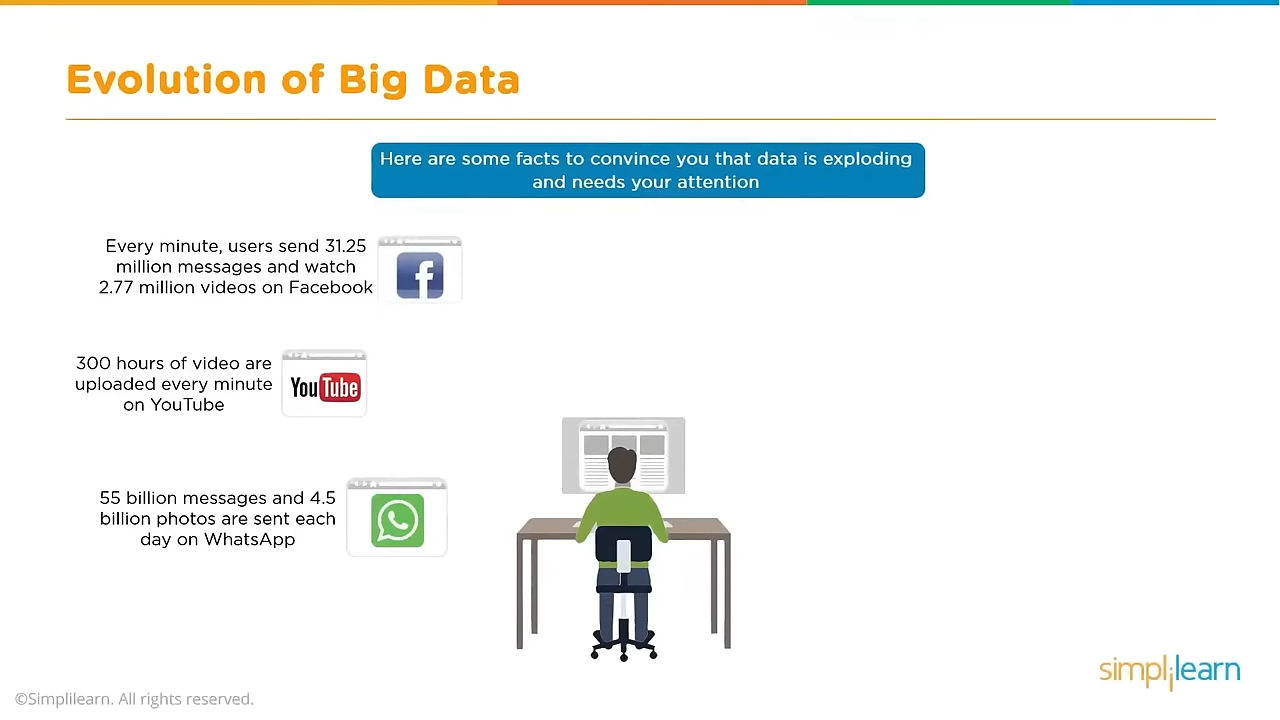 Evolution of Big Data
Here are some facts to convince you that data is exploding
and needs your attention
Every minute, users send 31.25
million messages and watch
2.77 million videos on Facebook
f
300 hours of video are
uploaded every minute
on YouTube
YouTube
55 billion messages and 4.5
billion photos are sent each
day on WhatsApp
simplilearn
©Simplilearn. All rights reserved.